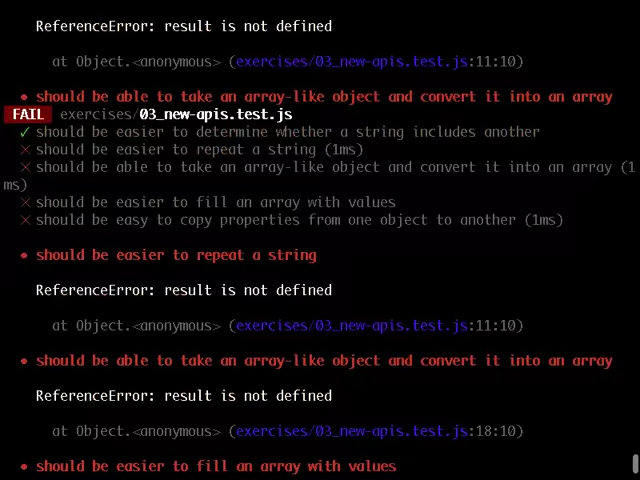 ReferenceError: result is not defined
at Object.<anonymous> (exercises/03_new-apis.test.js:11:10)
● should be able to take an array-like object and convert it into an array
FAIL exercises/03_new-apis.test.js
✓ should be easier to determine whether a string includes another
✕ should be easier to repeat a string (1ms)
✕ should be able to take an array-like object and convert it into an array (1
ms)
✕ should be easier to fill an array with values
✕ should be easy to copy properties from one object to another (1ms)
● should be easier to repeat a string
ReferenceError: result is not defined
at Object.<anonymous> (exercises/03_new-apis.test.js:11:10)
● should be able to take an array-like object and convert it into an array
ReferenceError: result is not defined
at Object.<anonymous> (exercises/03_new-apis.test.js:18:10)
● should be easier to fill an array with values